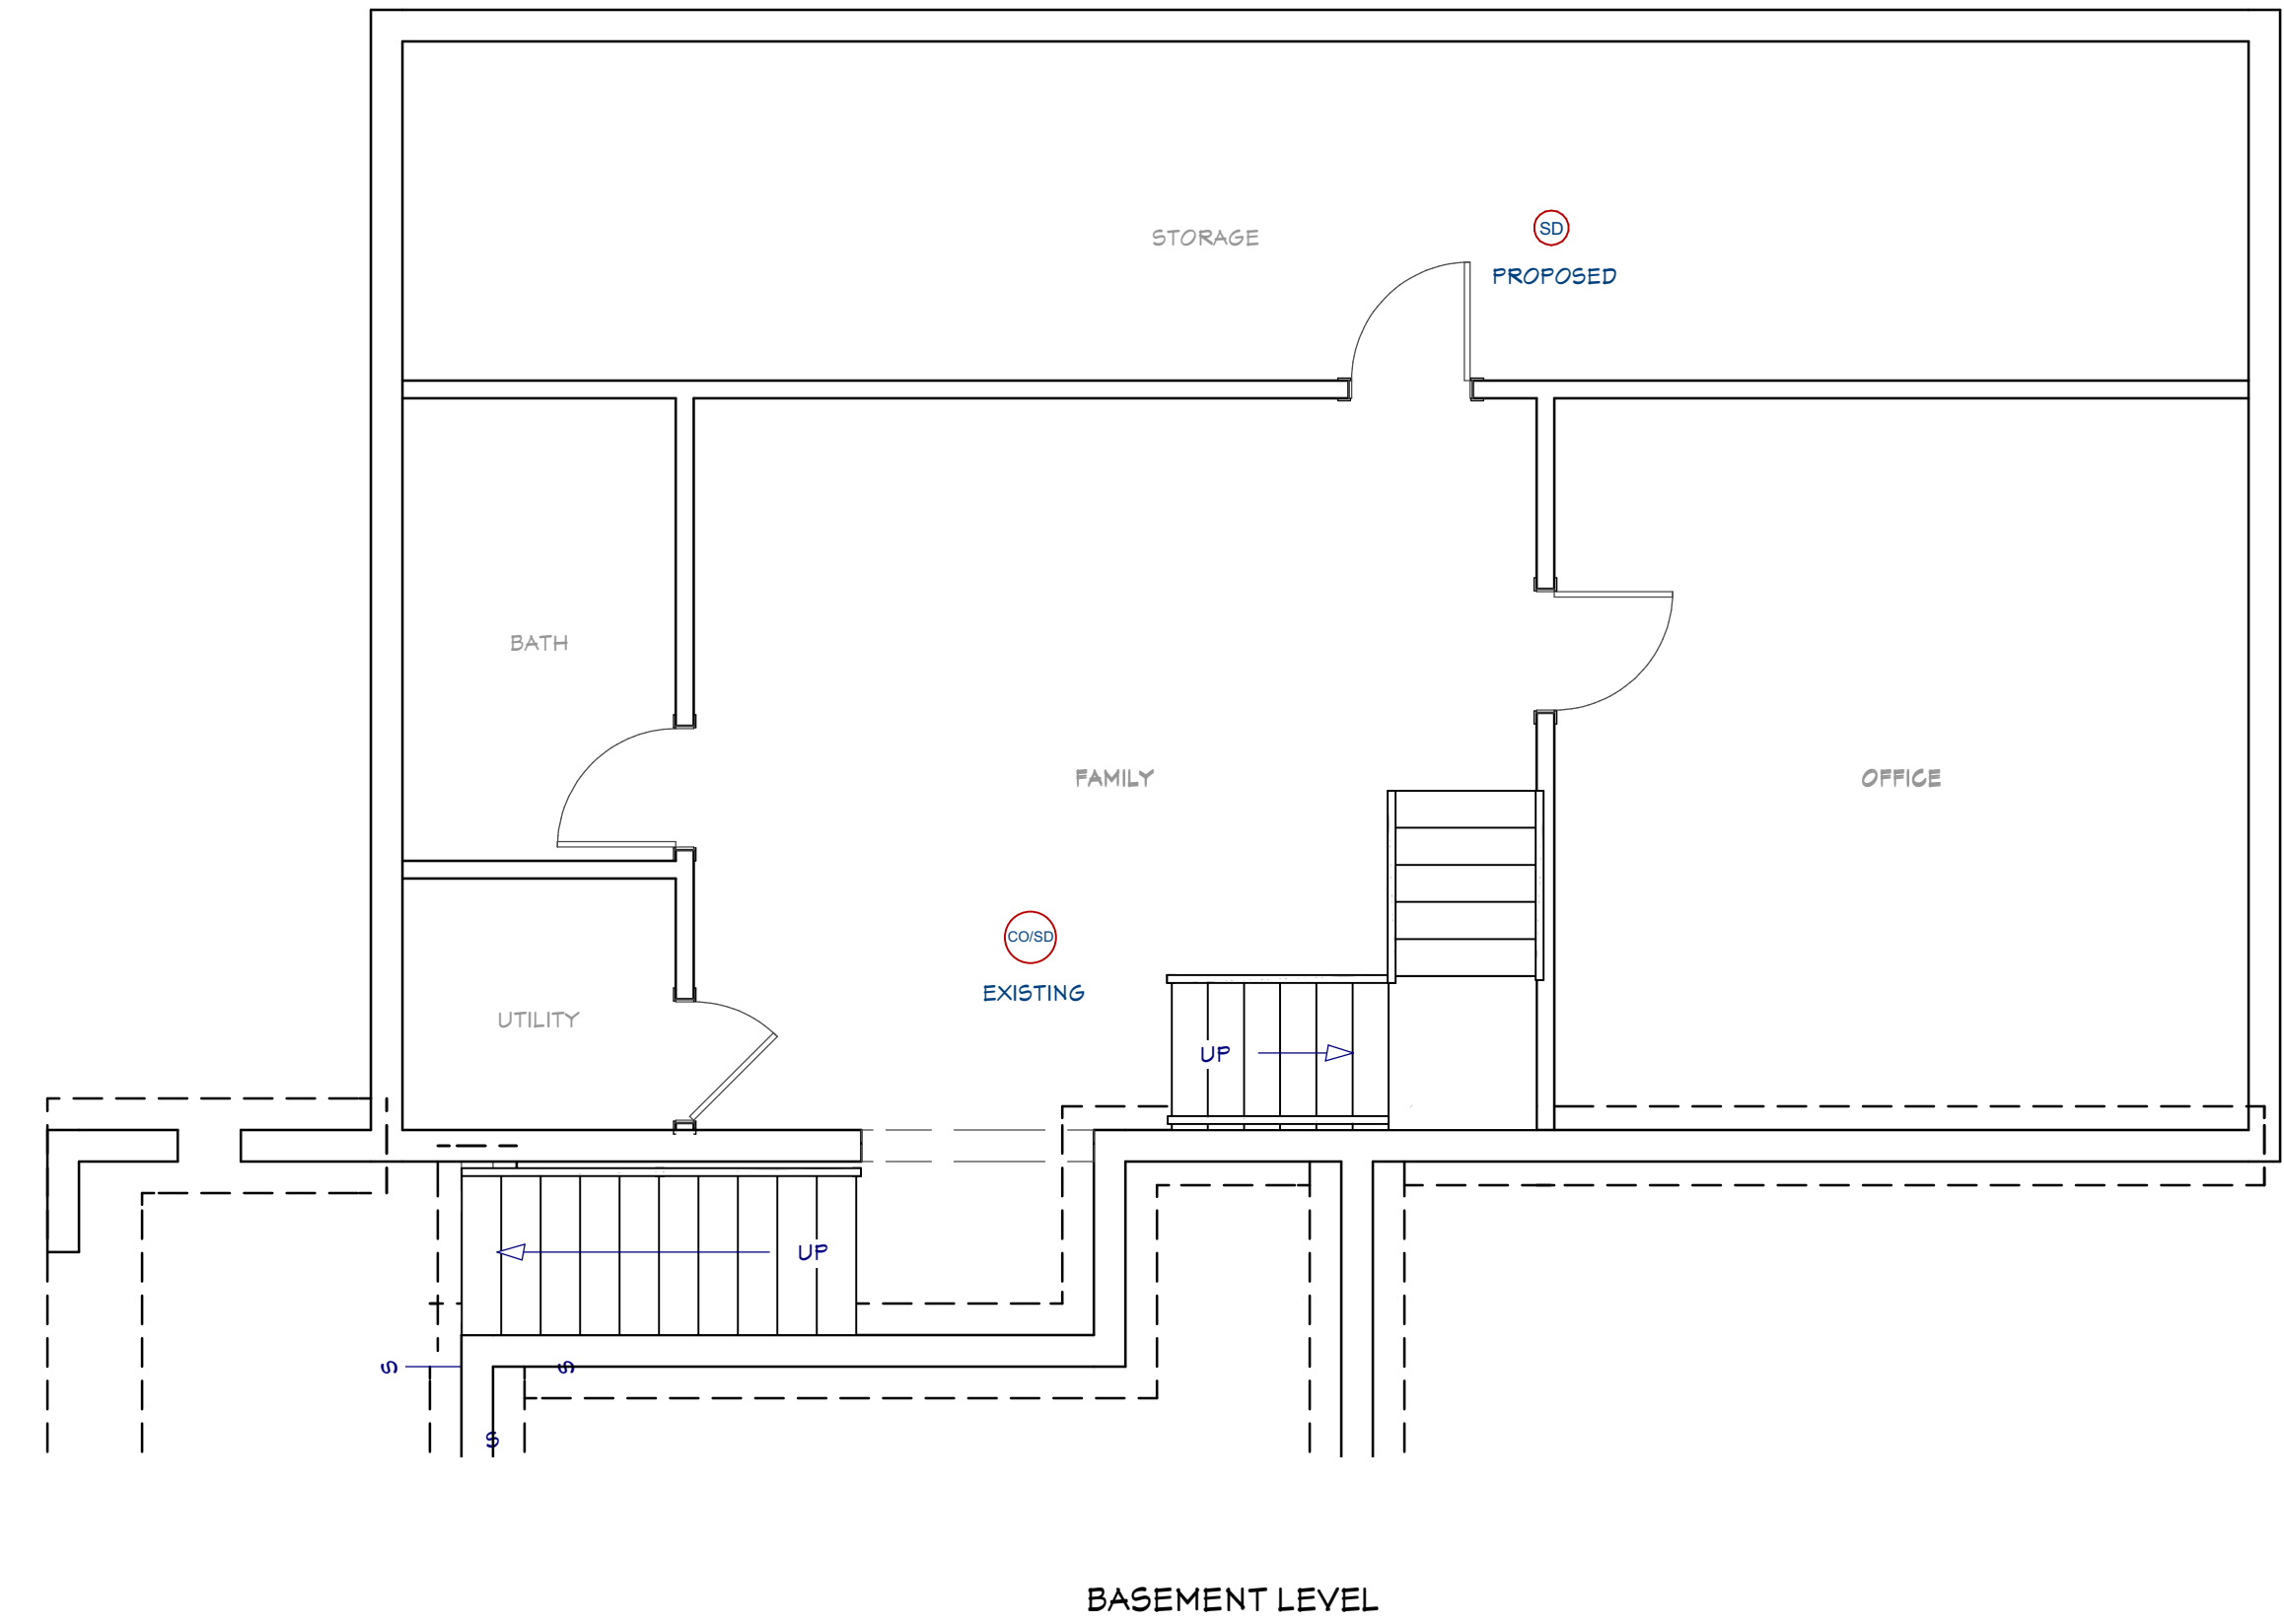 SD
STORAGE
PROPOSED
BATH
FAMILY
OFFICE
CO/SD
EXISTING
UTILITY
UP
UP
S
S
S
BASEMENT LEVEL